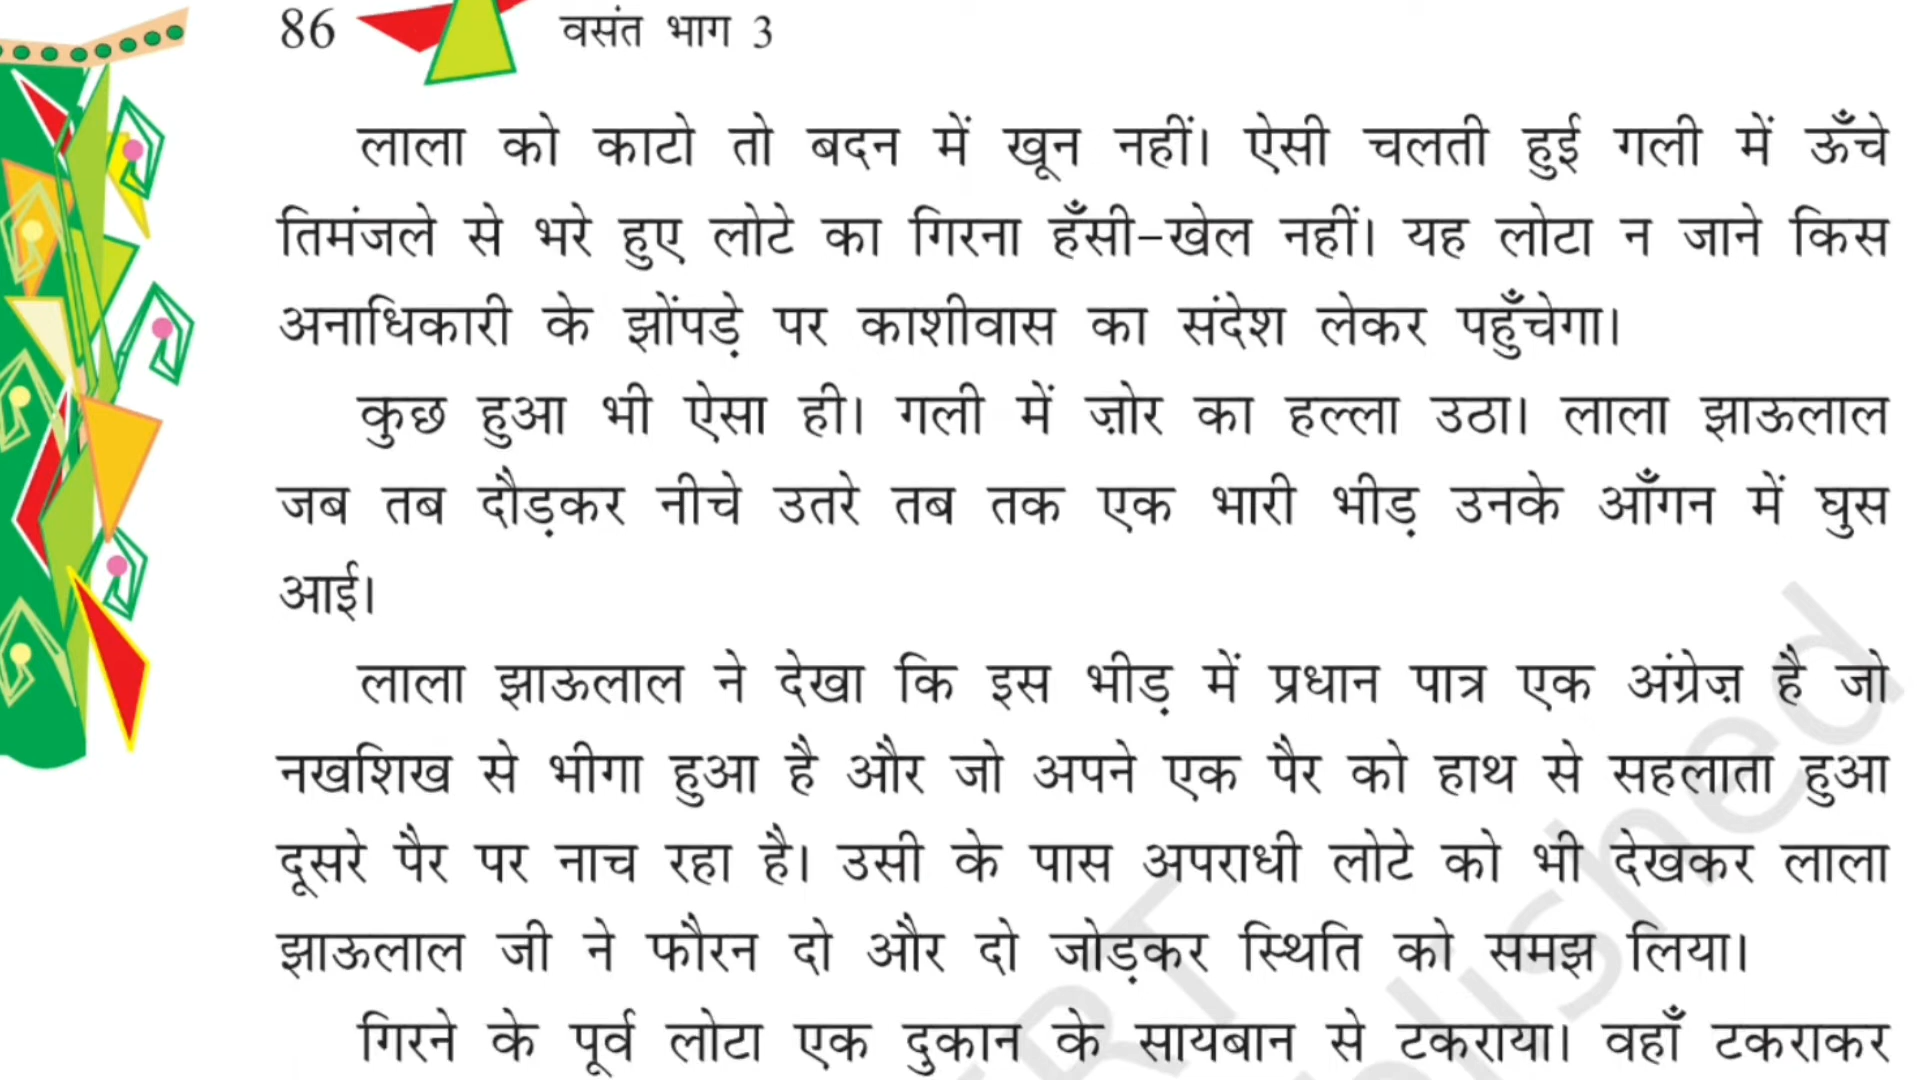 86 वसंत भाग 3
लाला को काटो तो बदन में खून नहीं। ऐसी चलती हुई गली में ऊँचे
तिमंजले से भरे हुए लोटे का गिरना हँसी–खेल नहीं। यह लोटा न जाने किस
अनाधिकारी के झोंपड़े पर काशीवास का संदेश लेकर पहुँचेगा।
कुछ हुआ भी ऐसा ही। गली में ज़ोर का हल्ला उठा। लाला झाऊलाल
जब तब दौड़कर नीचे उतरे तब तक एक भारी भीड़ उनके आँगन में घुस
आई।
लाला झाऊलाल ने देखा कि इस भीड़ में प्रधान पात्र एक अंग्रेज़ है जो
नखशिख से भीगा हुआ है और जो अपने एक पैर को हाथ से सहलाता हुआ
दूसरे पैर पर नाच रहा है। उसी के पास अपराधी लोटे को भी देखकर लाला
झाऊलाल जी ने फौरन दो और दो जोड़कर स्थिति को समझ लिया।
गिरने के पूर्व लोटा एक दुकान के सायबान से टकराया। वहाँ टकराकर